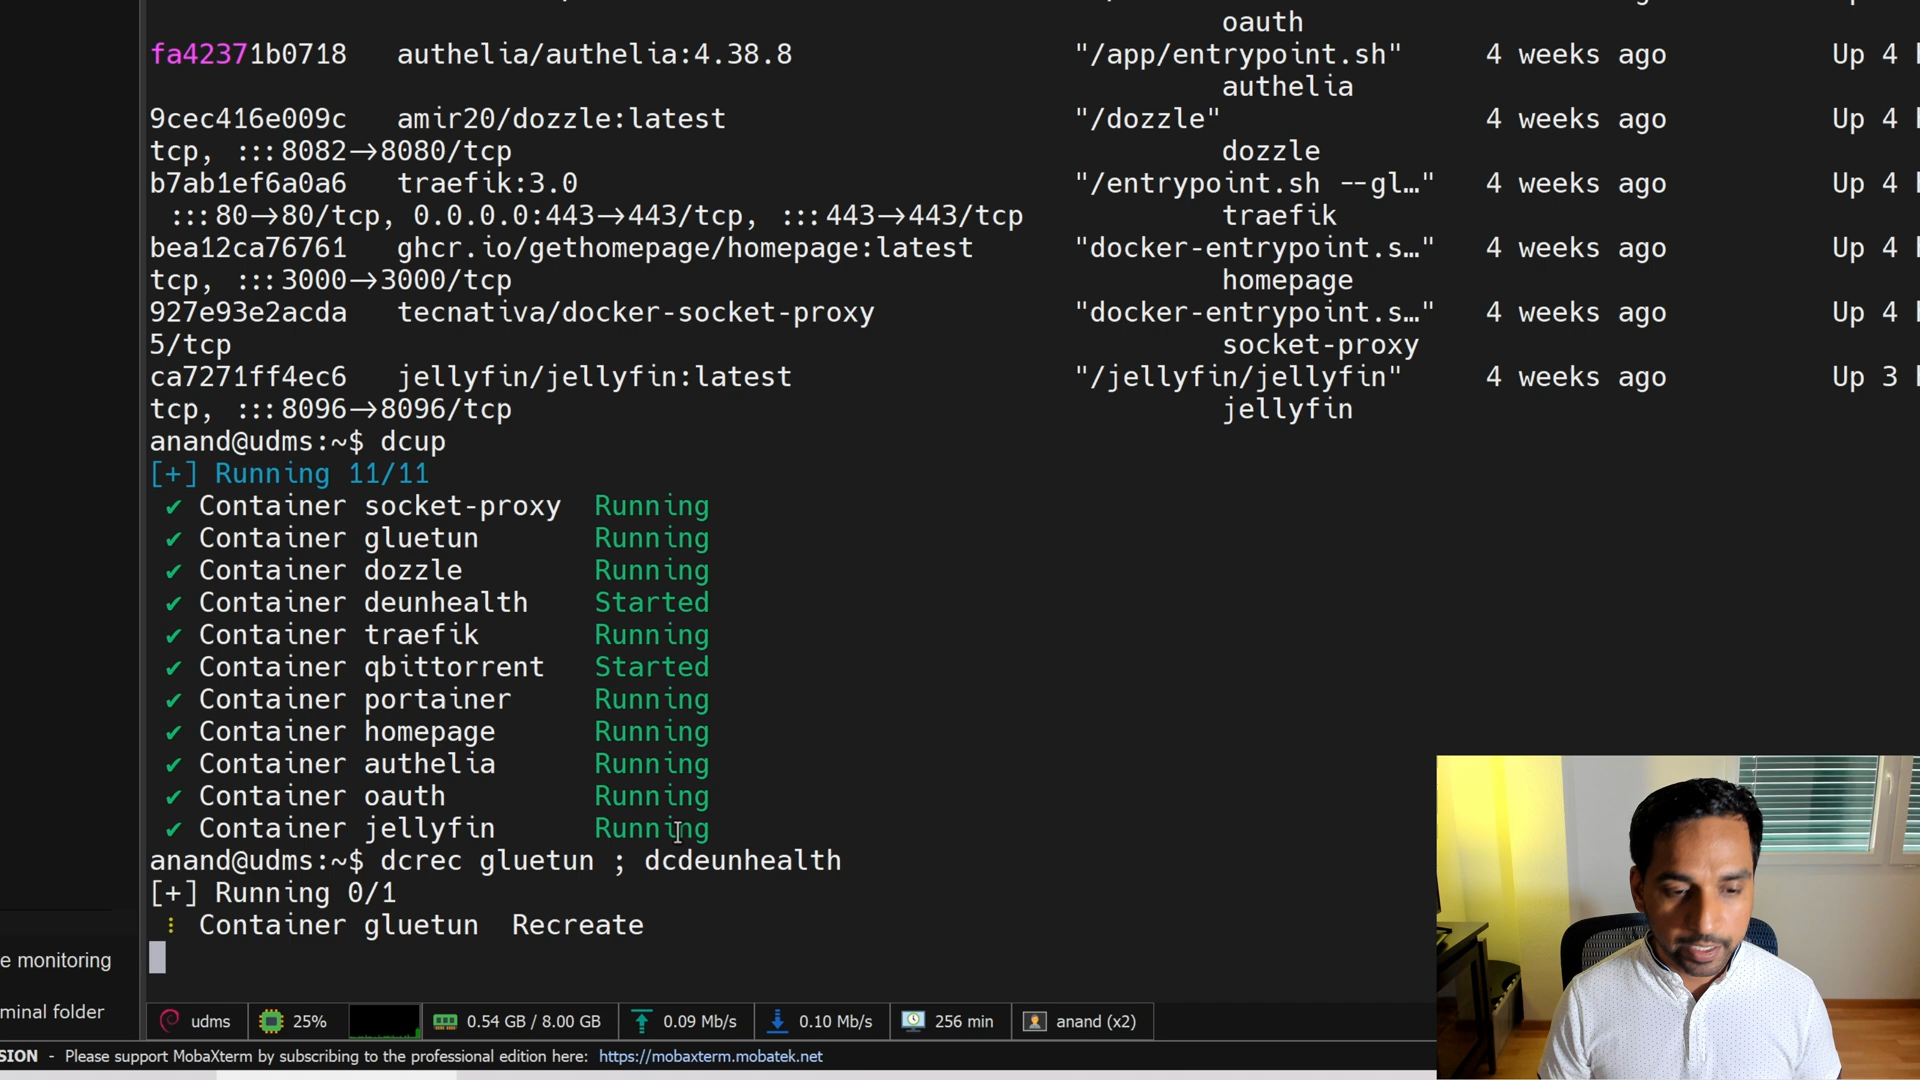 oauth
fa42371b0718 authelia/authelia:4.38.8 "/app/entrypoint.sh" 4 weeks ago Up 4
authelia
9cec416e009c amir20/dozzle:latest "/dozzle" 4 weeks ago Up 4
tcp, :::8082->8080/tcp dozzle
b7ab1ef6a0a6 traefik:3.0 "/entrypoint.sh --gl…" 4 weeks ago Up 4
:::80->80/tcp, 0.0.0.0:443->443/tcp, :::443->443/tcp traefik
bea12ca76761 ghcr.io/gethomepage/homepage:latest "docker-entrypoint.s…" 4 weeks ago Up 4
tcp, :::3000->3000/tcp homepage
927e93e2acda tecnativa/docker-socket-proxy "docker-entrypoint.s…" 4 weeks ago Up 4
5/tcp socket-proxy
ca7271ff4ec6 jellyfin/jellyfin:latest "/jellyfin/jellyfin" 4 weeks ago Up 3
tcp, :::8096->8096/tcp jellyfin
anand@udms:~$ dcup
[+] Running 11/11
✔ Container socket-proxy Running
✔ Container gluetun Running
✔ Container dozzle Running
✔ Container deunhealth Started
✔ Container traefik Running
✔ Container qbittorrent Started
✔ Container portainer Running
✔ Container homepage Running
✔ Container authelia Running
✔ Container oauth Running
✔ Container jellyfin Running
anand@udms:~$ dcrec gluetun ; dcdeunhealth
[+] Running 0/1
⠇ Container gluetun Recreate
e monitoring
minal folder
udms 25% 0.54 GB / 8.00 GB 0.09 Mb/s 0.10 Mb/s 256 min anand (x2)
SION - Please support MobaXterm by subscribing to the professional edition here: https://mobaxterm.mobatek.net